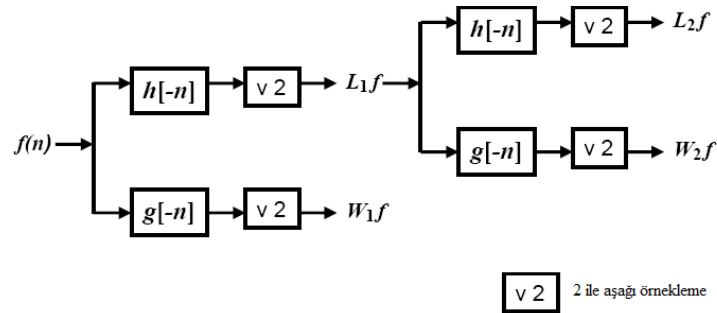 h[-n] v 2 L₂f
h[-n] v 2 L₁f
f(n)
g[-n] v 2 W₂f
g[-n] v 2 W₁f
v 2 2 ile aşağı örnekleme